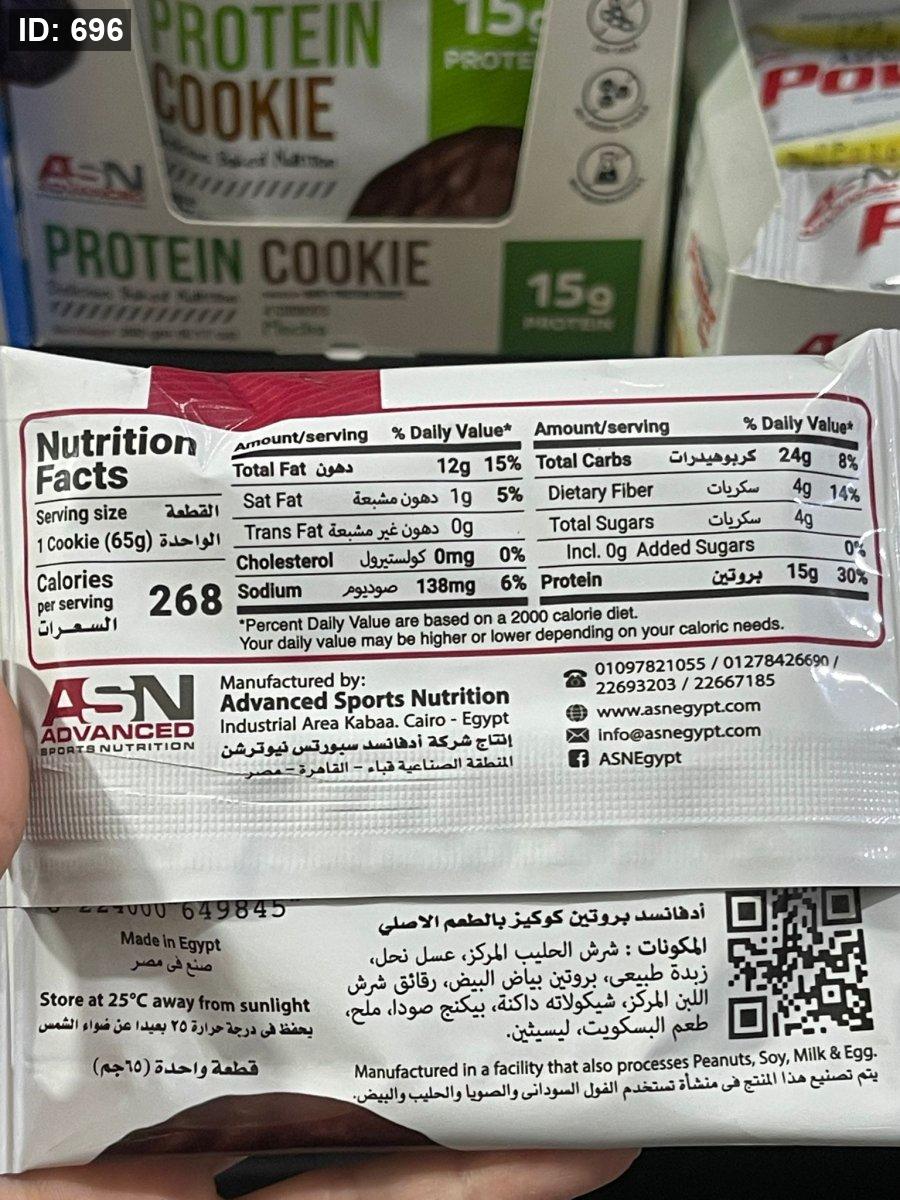 ID: 696
PROTEIN
COOKIE
15g
PROTE
ASN
PROTEIN COOKIE
15g
PROTEIN
Mocha
Pow
Nutrition
Facts
Serving size القطعة
1 Cookie (65g) الواحدة
Calories
per serving
السعرات
268
Amount/serving % Daily Value*
Total Fat دهون 12g 15%
Sat Fat دهون مشبعة 1g 5%
Trans Fat دهون غير مشبعة 0g
Cholesterol كولستيرول 0mg 0%
Sodium صوديوم 138mg 6%
Amount/serving % Daily Value*
Total Carbs كربوهيدرات 24g 8%
Dietary Fiber سكريات 4g 14%
Total Sugars سكريات 4g
Incl. 0g Added Sugars 0%
Protein بروتين 15g 30%
*Percent Daily Value are based on a 2000 calorie diet.
Your daily value may be higher or lower depending on your caloric needs.
ASN
ADVANCED
SPORTS NUTRITION
Manufactured by:
Advanced Sports Nutrition
Industrial Area Kabaa. Cairo - Egypt
إنتاج شركة أدفانسد سبورتس نيوترشن
المنطقة الصناعية قباء - القاهرة - مصر
01097821055 / 01278426690 /
22693203 / 22667185
www.asnegypt.com
info@asnegypt.com
ASNEgypt
649845
Made in Egypt
صنع فى مصر
Store at 25°C away from sunlight
يحفظ فى درجة حرارة ٢٥ بعيدا عن ضواء الشمس
قطعة واحدة (٦٥جم)
أدفانسد بروتين كوكيز بالطعم الاصلي
المكونات : شرش الحليب المركز، عسل نحل،
زبدة طبيعى، بروتين بياض البيض، رقائق شرش
اللبن المركز، شيكولاته داكنة، بيكنج صودا، ملح،
طعم البسكويت، ليسيثين.
Manufactured in a facility that also processes Peanuts, Soy, Milk & Egg.
يتم تصنيع هذا المنتج فى منشأة تستخدم الفول السودانى والصويا والحليب والبيض.